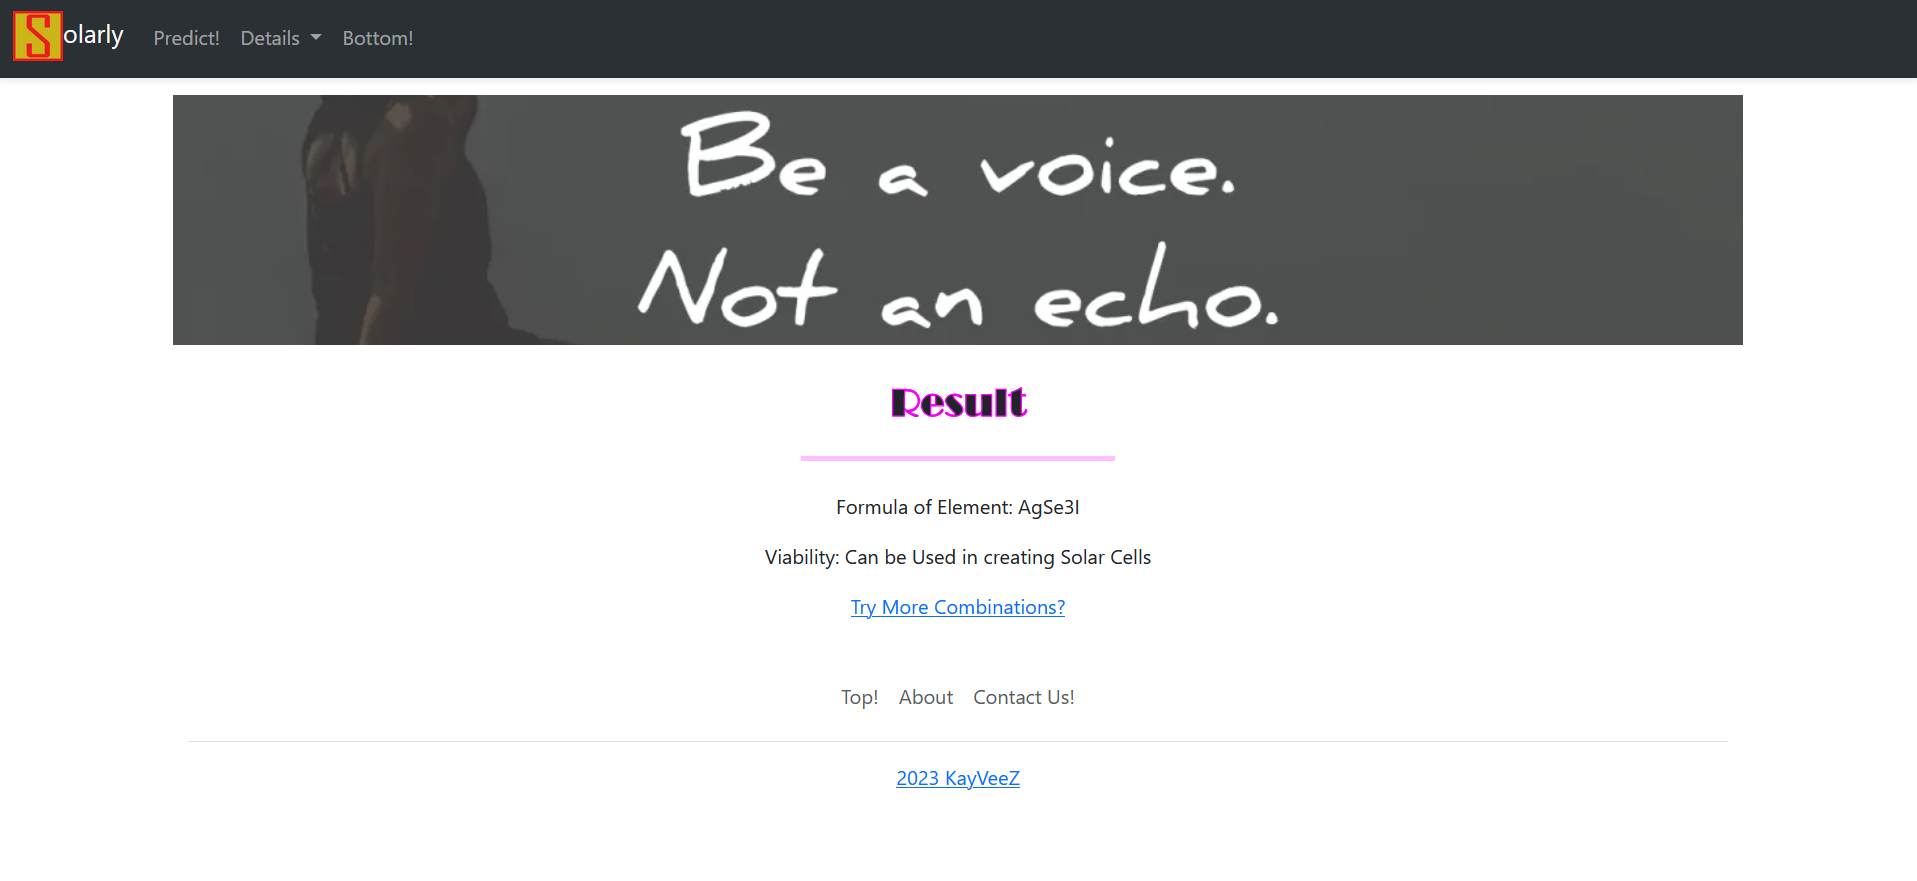 Solarly Predict! Details Bottom!
Be a voice.
Not an echo.
Result
Formula of Element: AgSe3I
Viability: Can be Used in creating Solar Cells
Try More Combinations?
Top! About Contact Us!
2023 KayVeeZ